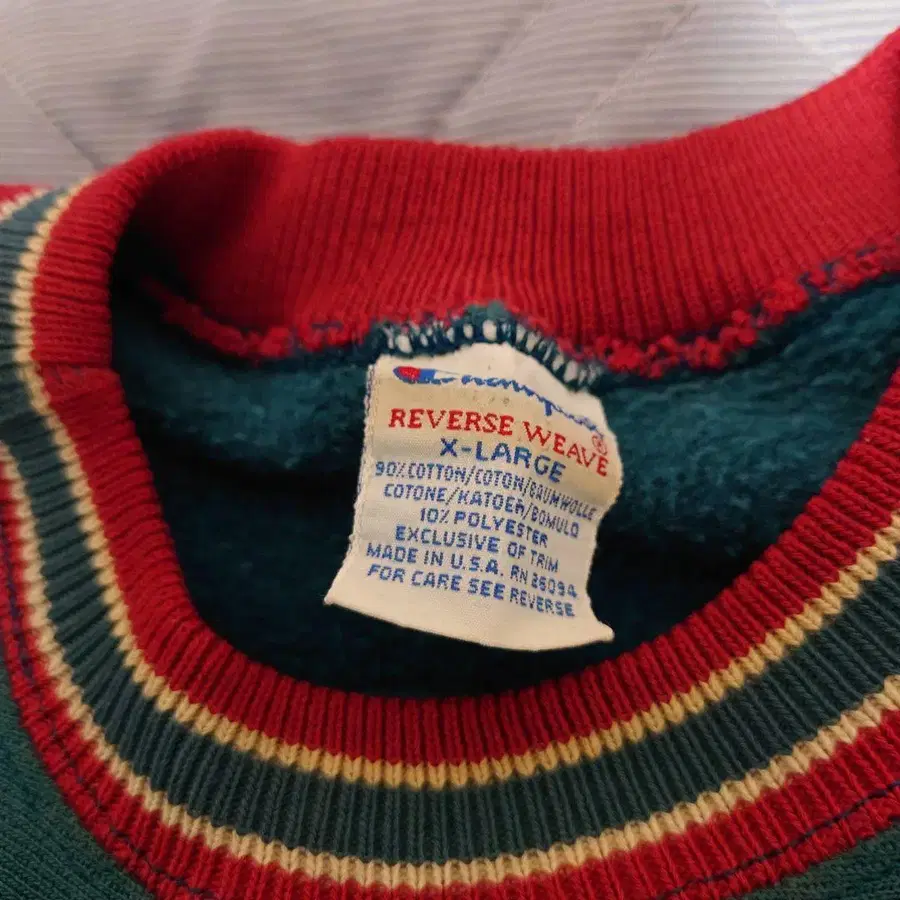 Champion
REVERSE WEAVE®
X-LARGE
90% COTTON/COTON/BAUMWOLLE
COTONE/KATOEN/BOMULD
10% POLYESTER
EXCLUSIVE OF TRIM
MADE IN U.S.A. RN 26094
FOR CARE SEE REVERSE